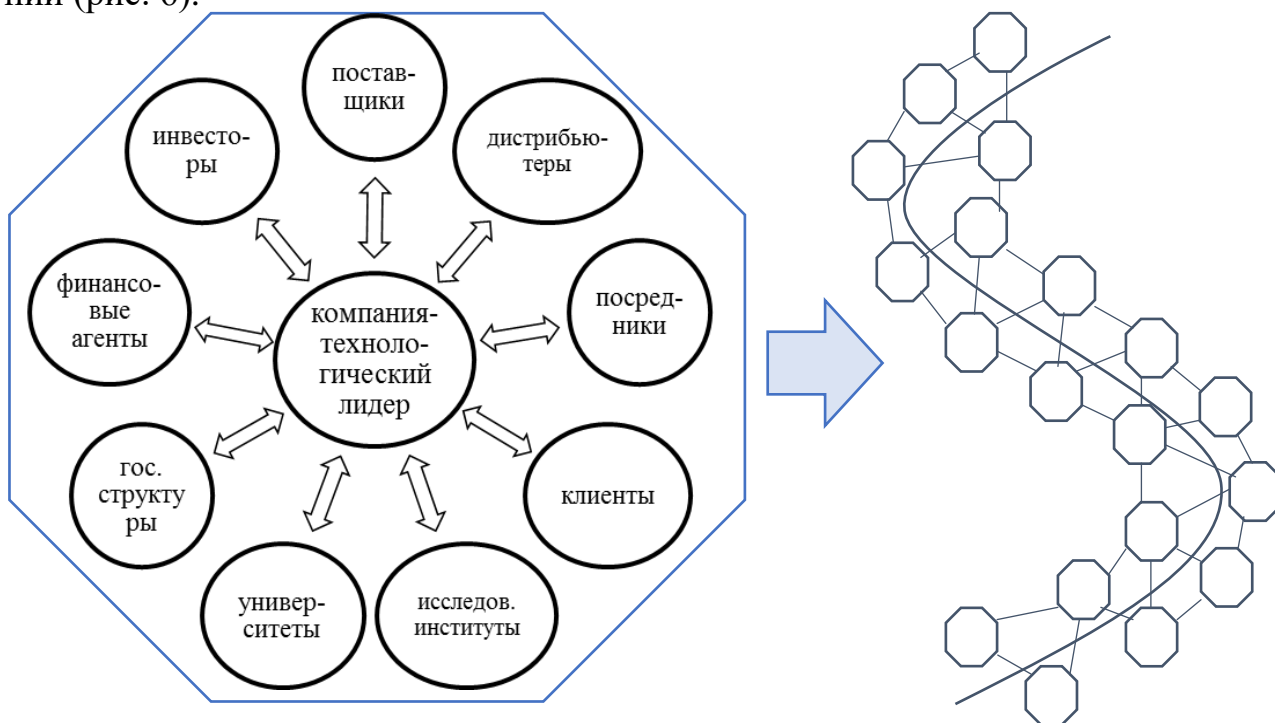 нии (рис. 6).
постав-
щики
дистрибью-
теры
посред-
ники
клиенты
исследов.
институты
универ-
ситеты
гос.
структу
ры
финансо-
вые
агенты
инвесто-
ры
компания-
техноло-
гический
лидер